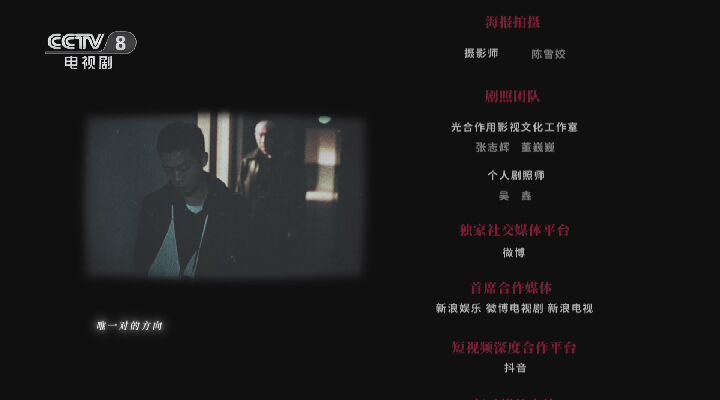 CCTV 8
电视剧
唯一对的方向
海报拍摄
摄影师 陈雪姣
剧照团队
光合作用影视文化工作室
张志辉 董巍巍
个人剧照师
吴 鑫
独家社交媒体平台
微博
首席合作媒体
新浪娱乐 微博电视剧 新浪电视
短视频深度合作平台
抖音